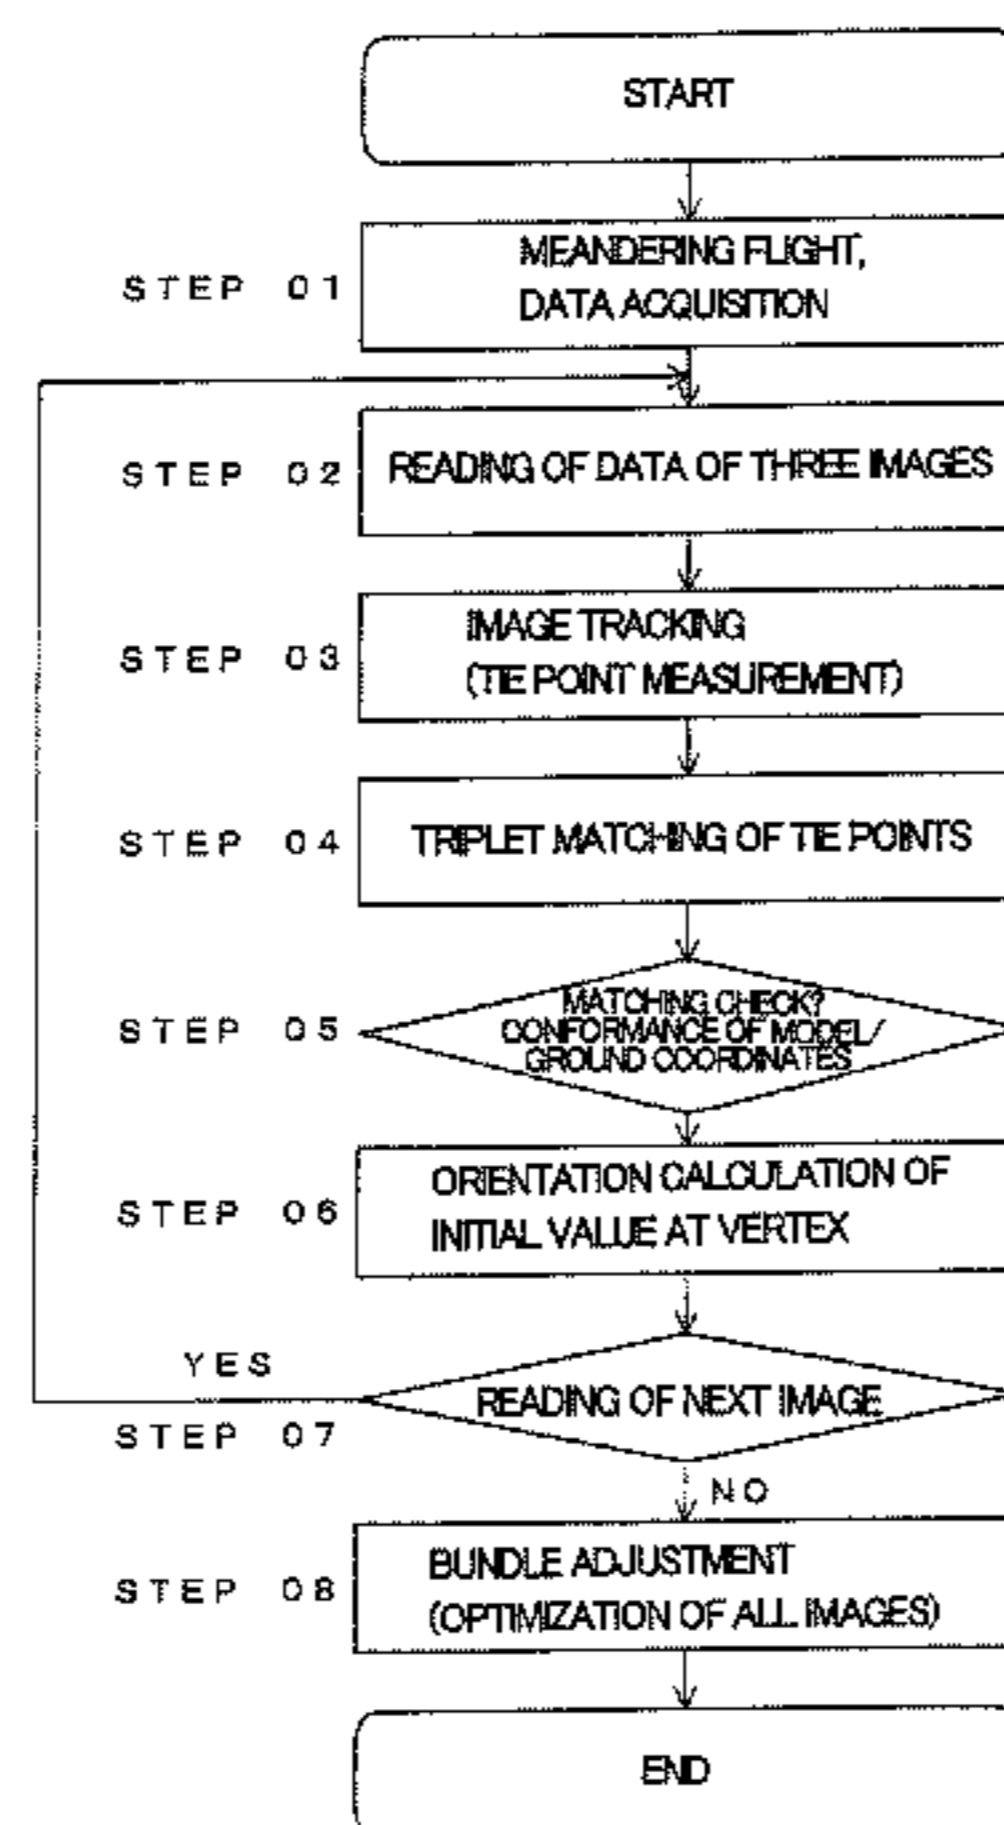 START
STEP 01
MEANDERING FLIGHT,
DATA ACQUISITION
STEP 02
READING OF DATA OF THREE IMAGES
STEP 03
IMAGE TRACKING
(TIE POINT MEASUREMENT)
STEP 04
TRIPLET MATCHING OF TIE POINTS
STEP 05
MATCHING CHECK?
CONFORMANCE OF MODEL/
GROUND COORDINATES
STEP 06
ORIENTATION CALCULATION OF
INITIAL VALUE AT VERTEX
YES
STEP 07
READING OF NEXT IMAGE
NO
STEP 08
BUNDLE ADJUSTMENT
(OPTIMIZATION OF ALL IMAGES)
END